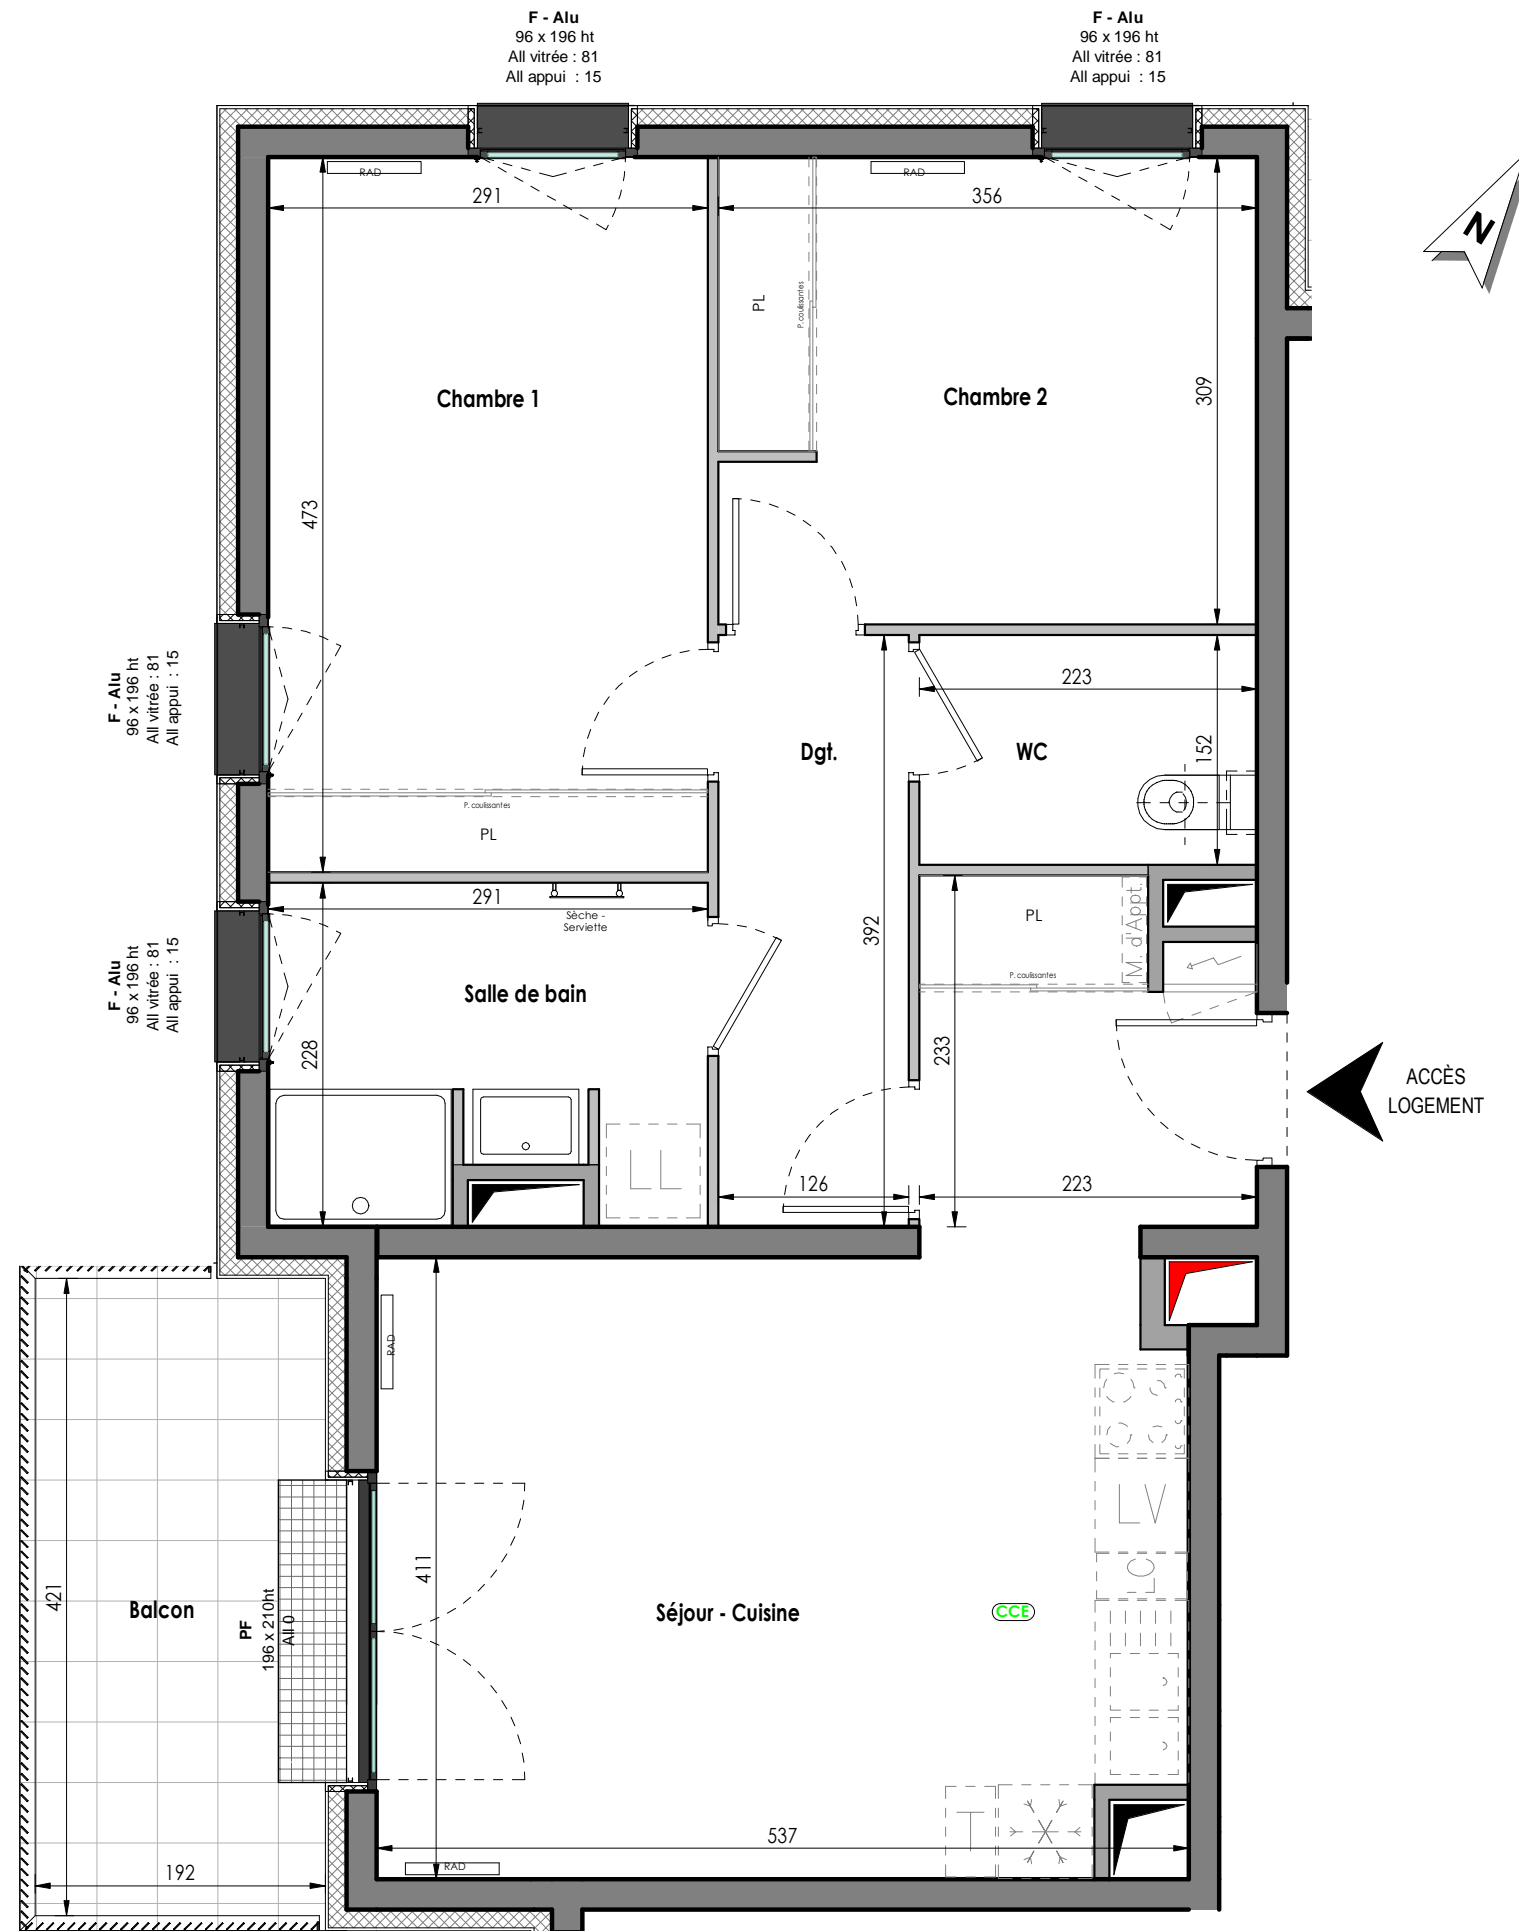 F - Alu
96 x 196 ht
All vitrée : 81
All appui : 15
F - Alu
96 x 196 ht
All vitrée : 81
All appui : 15
N
RAD
291
RAD
356
PL
P. coulissantes
Chambre 1
Chambre 2
309
473
F - Alu
96 x 196 ht
All vitrée : 81
All appui : 15
223
Dgt.
WC
152
P. coulissantes
PL
291
Sèche -
Serviette
392
PL
M. d'Appt.
P. coulissantes
F - Alu
96 x 196 ht
All vitrée : 81
All appui : 15
Salle de bain
228
233
ACCÈS
LOGEMENT
LL
126
223
RAD
LV
LC
411
421
Balcon
PF
196 x 210ht
All 0
Séjour - Cuisine
CCE
T
537
RAD
192